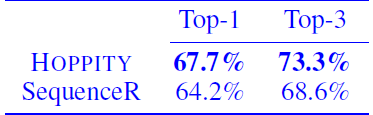 Top-1 Top-3
HOPPITY 67.7% 73.3%
SequenceR 64.2% 68.6%